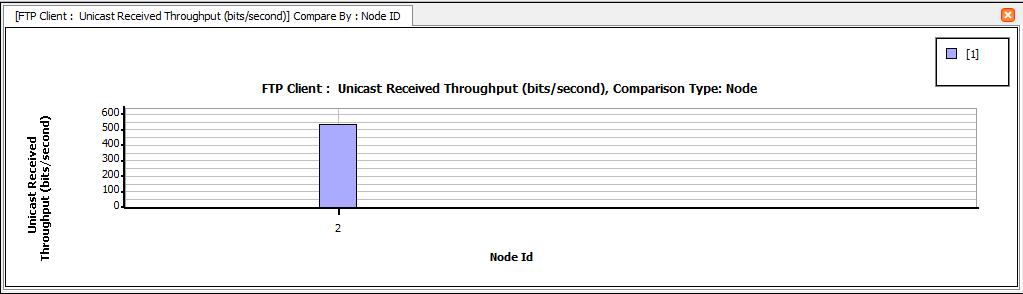 [FTP Client :  Unicast Received Throughput (bits/second)] Compare By : Node ID
[1]
FTP Client :  Unicast Received Throughput (bits/second), Comparison Type: Node
Unicast Received
Throughput (bits/second)
600
500
400
300
200
100
0
2
Node Id